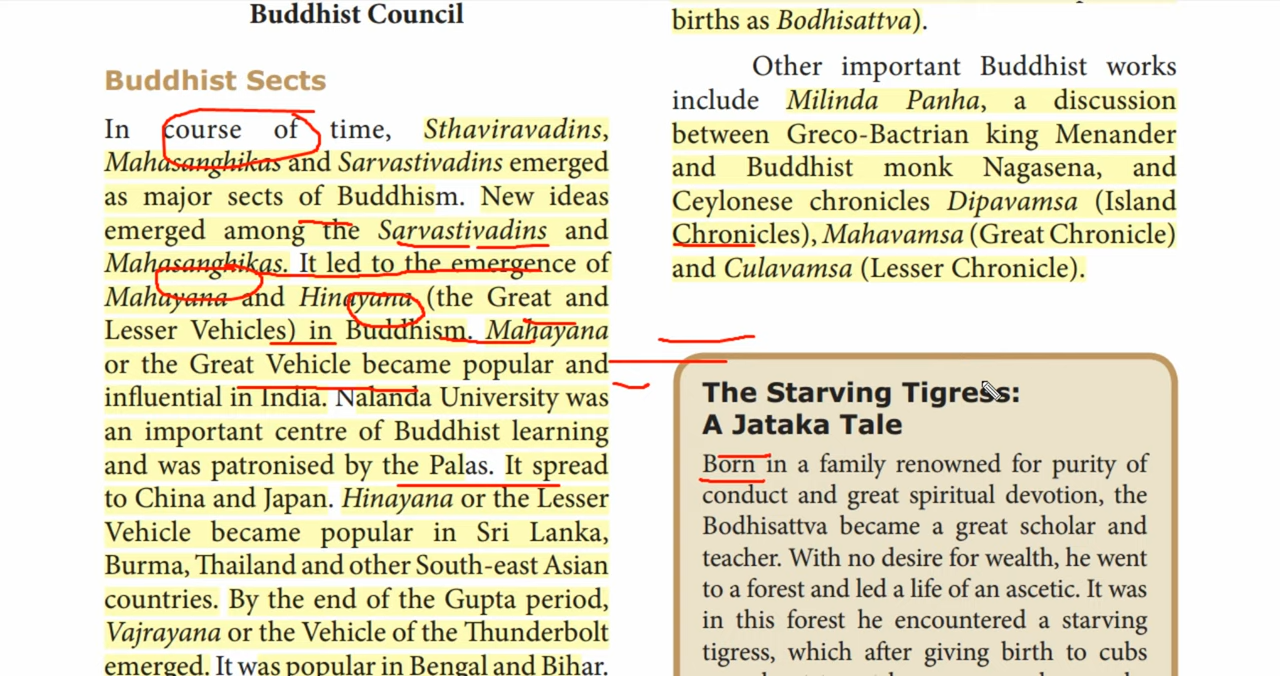 Buddhist Council
Buddhist Sects
In course of time, Sthaviravadins,
Mahasanghikas and Sarvastivadins emerged
as major sects of Buddhism. New ideas
emerged among the Sarvastivadins and
Mahasanghikas. It led to the emergence of
Mahayana and Hinayana (the Great and
Lesser Vehicles) in Buddhism. Mahayana
or the Great Vehicle became popular and
influential in India. Nalanda University was
an important centre of Buddhist learning
and was patronised by the Palas. It spread
to China and Japan. Hinayana or the Lesser
Vehicle became popular in Sri Lanka,
Burma, Thailand and other South-east Asian
countries. By the end of the Gupta period,
Vajrayana or the Vehicle of the Thunderbolt
emerged. It was popular in Bengal and Bihar.
births as Bodhisattva).
Other important Buddhist works
include Milinda Panha, a discussion
between Greco-Bactrian king Menander
and Buddhist monk Nagasena, and
Ceylonese chronicles Dipavamsa (Island
Chronicles), Mahavamsa (Great Chronicle)
and Culavamsa (Lesser Chronicle).
The Starving Tigress:
A Jataka Tale
Born in a family renowned for purity of
conduct and great spiritual devotion, the
Bodhisattva became a great scholar and
teacher. With no desire for wealth, he went
to a forest and led a life of an ascetic. It was
in this forest he encountered a starving
tigress, which after giving birth to cubs